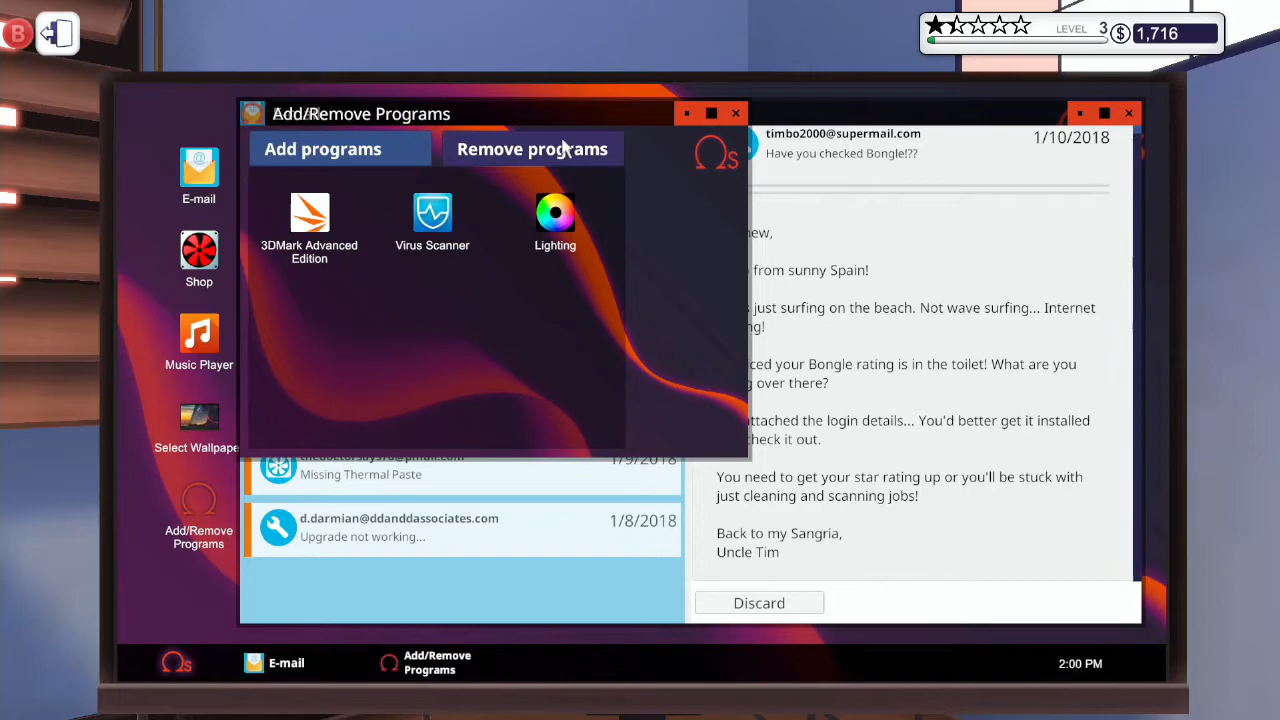 B
LEVEL 3
$ 1,716
Add/Remove Programs
Add programs
Remove programs
3DMark Advanced
Edition
Virus Scanner
Lighting
E-mail
Shop
Music Player
Select Wallpape
Add/Remove
Programs
timbo2000@supermail.com
1/10/2018
Have you checked Bongle!??
from sunny Spain!
just surfing on the beach. Not wave surfing... Internet
your Bongle rating is in the toilet! What are you
over there?
the login details... You'd better get it installed
it out.
You need to get your star rating up or you'll be stuck with
just cleaning and scanning jobs!
Back to my Sangria,
Uncle Tim
Discard
1/9/2018
Missing Thermal Paste
d.darmian@ddanddassociates.com
1/8/2018
Upgrade not working...
E-mail
Add/Remove
Programs
2:00 PM